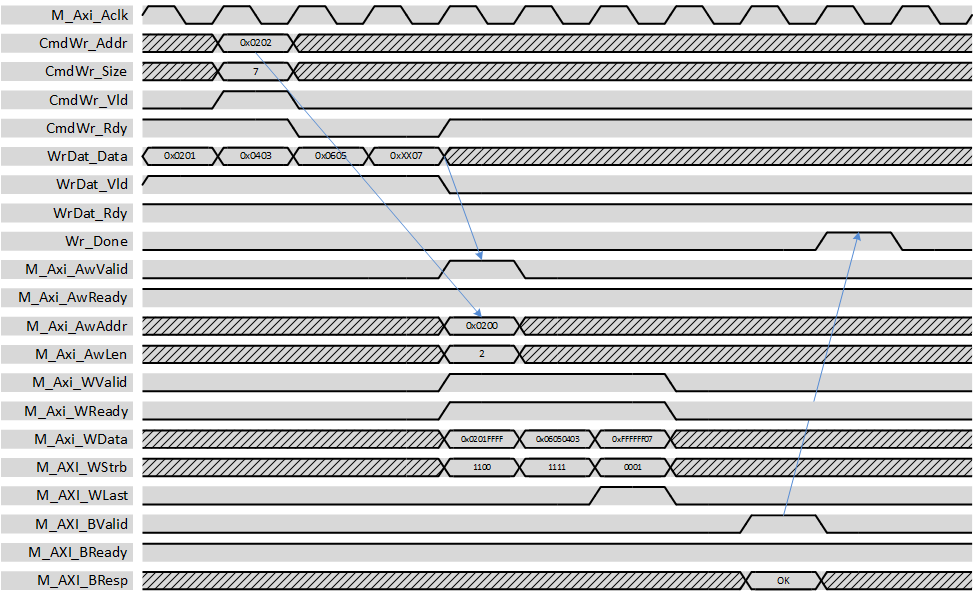 M_Axi_Aclk
CmdWr_Addr 0x0202
CmdWr_Size 7
CmdWr_Vld
CmdWr_Rdy
WrDat_Data 0x0201 0x0403 0x0605 0xXX07
WrDat_Vld
WrDat_Rdy
Wr_Done
M_Axi_AwValid
M_Axi_AwReady
M_Axi_AwAddr 0x0200
M_Axi_AwLen 2
M_Axi_WValid
M_Axi_WReady
M_Axi_WData 0x0201FFFF 0x06050403 0xFFFFFF07
M_AXI_WStrb 1100 1111 0001
M_AXI_WLast
M_AXI_BValid
M_AXI_BReady
M_AXI_BResp OK